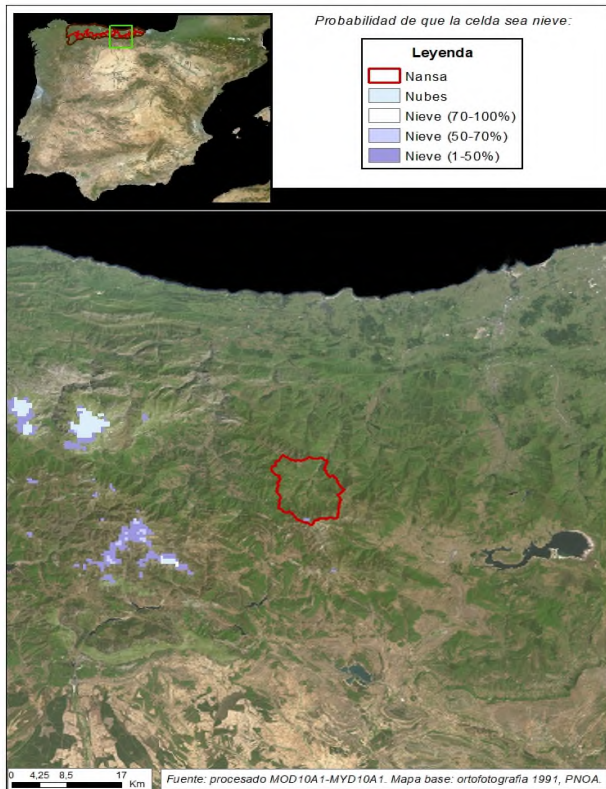 Probabilidad de que la celda sea nieve:
Leyenda
Nansa
Nubes
Nieve (70-100%)
Nieve (50-70%)
Nieve (1-50%)
0 4,25 8,5 17
Km
Fuente: procesado MOD10A1-MYD10A1. Mapa base: ortofotografia 1991, PNOA.